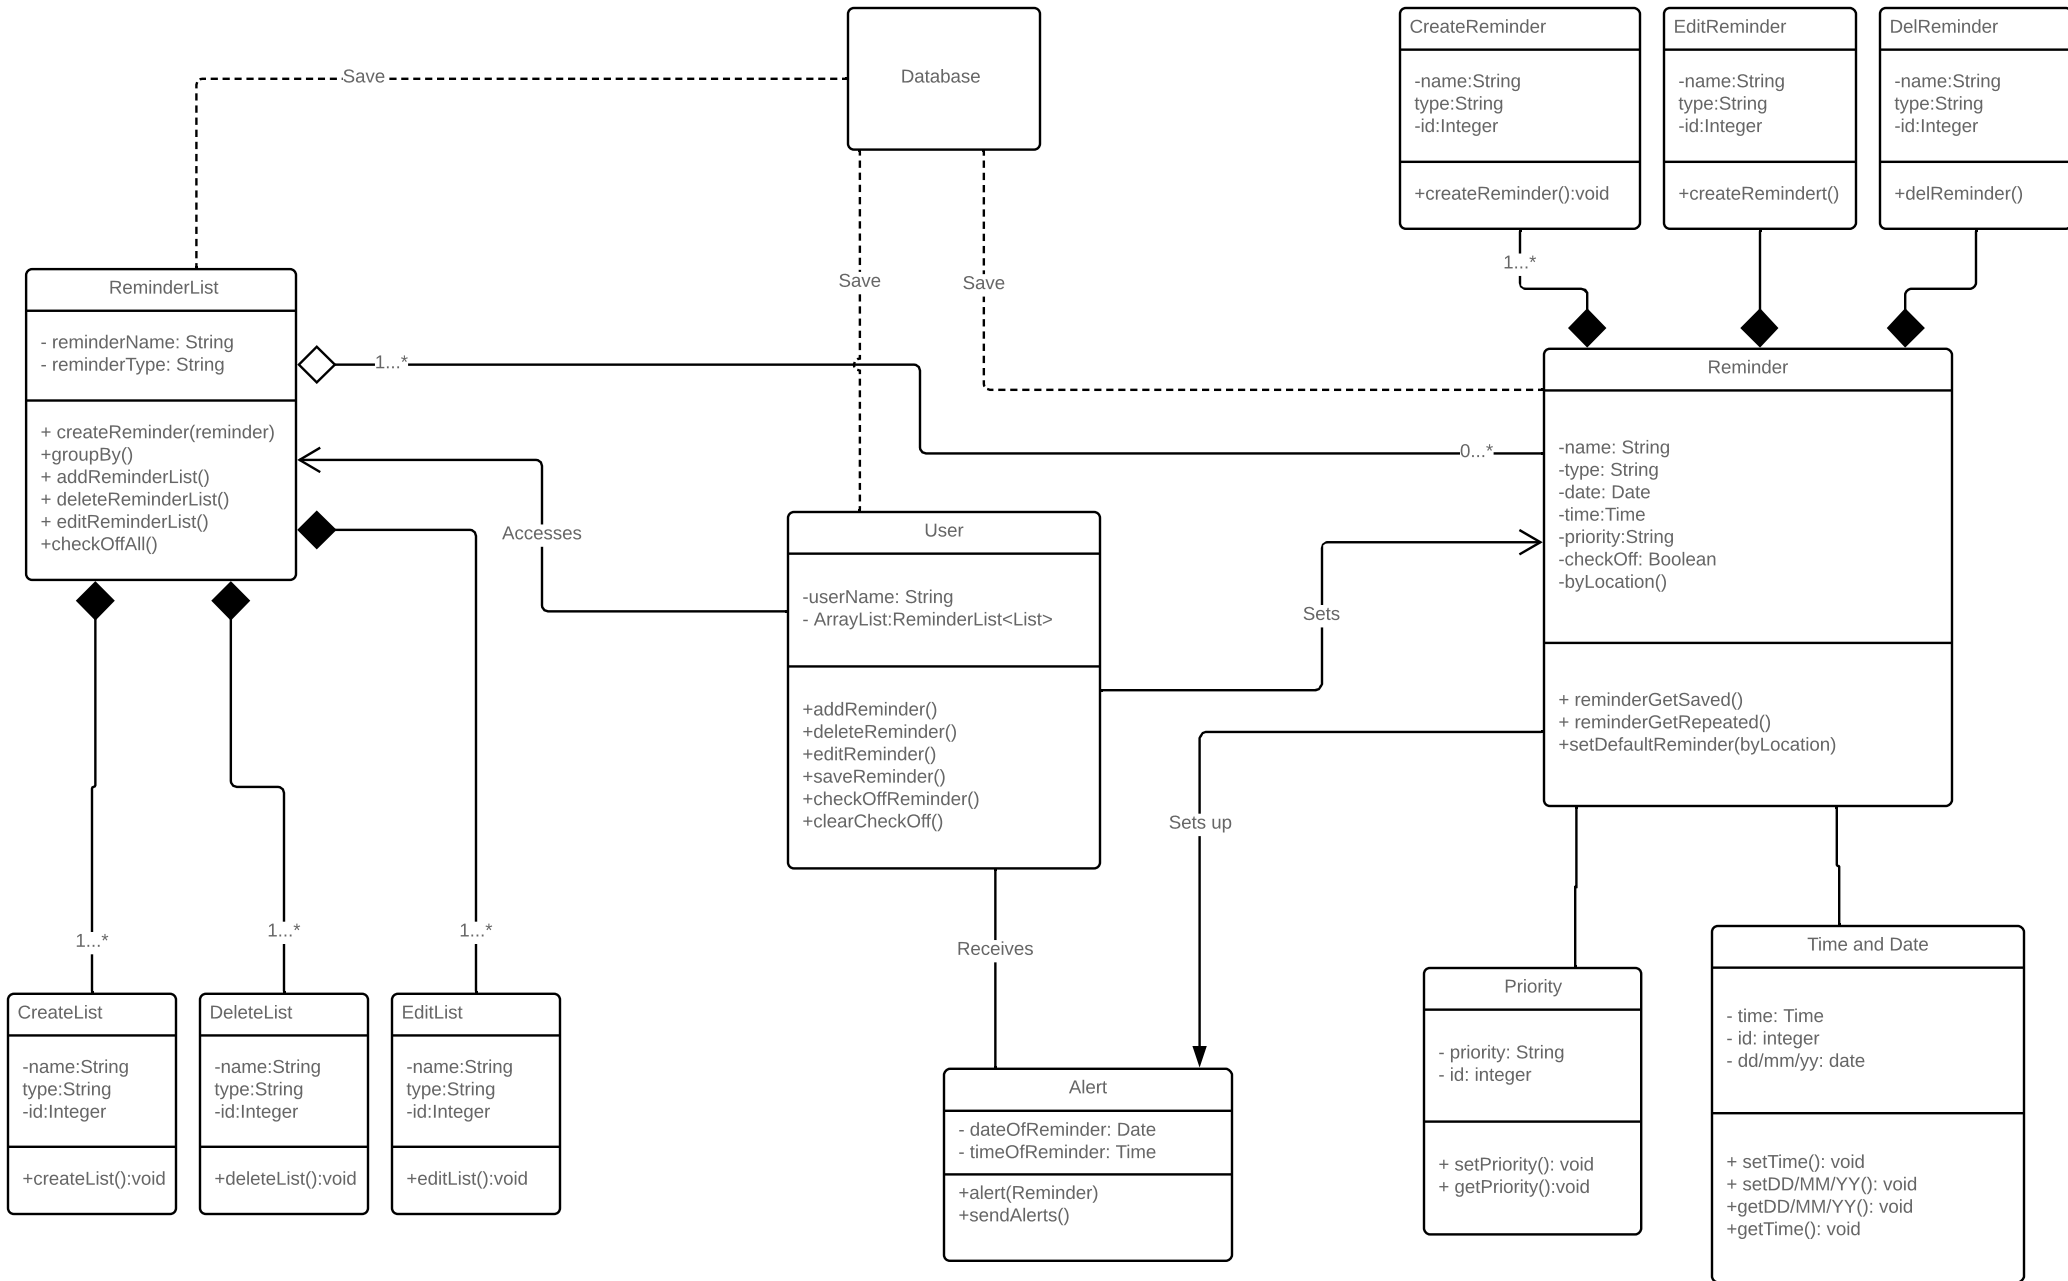 Database
Save
Save
Save
CreateReminder
-name:String
type:String
-id:Integer
+createReminder():void
EditReminder
-name:String
type:String
-id:Integer
+createRemindert()
DelReminder
-name:String
type:String
-id:Integer
+delReminder()
1...*
ReminderList
- reminderName: String
- reminderType: String
+ createReminder(reminder)
+groupBy()
+ addReminderList()
+ deleteReminderList()
+ editReminderList()
+checkOffAll()
1...*
0...*
Accesses
User
-userName: String
- ArrayList:ReminderList<List>
+addReminder()
+deleteReminder()
+editReminder()
+saveReminder()
+checkOffReminder()
+clearCheckOff()
Sets
Reminder
-name: String
-type: String
-date: Date
-time:Time
-priority:String
-checkOff: Boolean
-byLocation()
+ reminderGetSaved()
+ reminderGetRepeated()
+setDefaultReminder(byLocation)
Sets up
Receives
1...*
1...*
1...*
CreateList
-name:String
type:String
-id:Integer
+createList():void
DeleteList
-name:String
type:String
-id:Integer
+deleteList():void
EditList
-name:String
type:String
-id:Integer
+editList():void
Alert
- dateOfReminder: Date
- timeOfReminder: Time
+alert(Reminder)
+sendAlerts()
Priority
- priority: String
- id: integer
+ setPriority(): void
+ getPriority():void
Time and Date
- time: Time
- id: integer
- dd/mm/yy: date
+ setTime(): void
+ setDD/MM/YY(): void
+getDD/MM/YY(): void
+getTime(): void